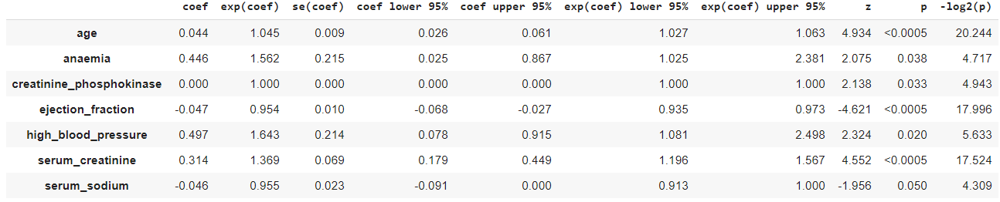 coef exp(coef) se(coef) coef lower 95% coef upper 95% exp(coef) lower 95% exp(coef) upper 95% z p -log2(p)
age 0.044 1.045 0.009 0.026 0.061 1.027 1.063 4.934 <0.0005 20.244
anaemia 0.446 1.562 0.215 0.025 0.867 1.025 2.381 2.075 0.038 4.717
creatinine_phosphokinase 0.000 1.000 0.000 0.000 0.000 1.000 1.000 2.138 0.033 4.943
ejection_fraction -0.047 0.954 0.010 -0.068 -0.027 0.935 0.973 -4.621 <0.0005 17.996
high_blood_pressure 0.497 1.643 0.214 0.078 0.915 1.081 2.498 2.324 0.020 5.633
serum_creatinine 0.314 1.369 0.069 0.179 0.449 1.196 1.567 4.552 <0.0005 17.524
serum_sodium -0.046 0.955 0.023 -0.091 0.000 0.913 1.000 -1.956 0.050 4.309